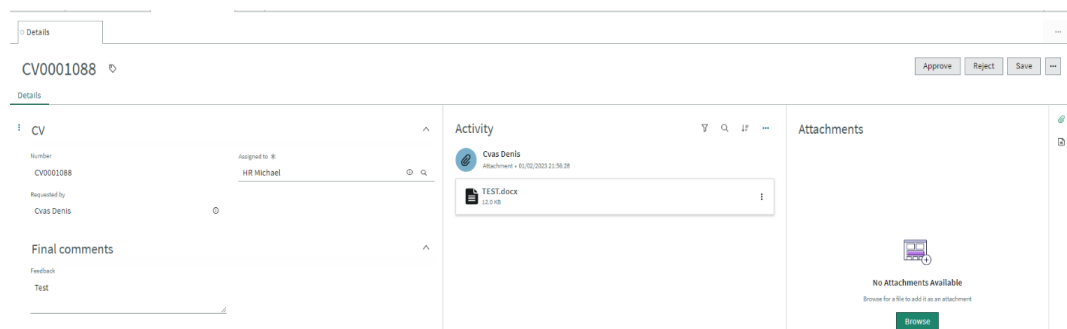 Details
CV0001088
Approve
Reject
Save
Details
CV
Number
CV0001088
Assigned to
HR Michael
Requested by
Cvas Denis
Final comments
Feedback
Test
Activity
Cvas Denis
Attachment • 01/02/2023 21:56:28
TEST.docx
12.0 KB
Attachments
No Attachments Available
Browse for a file to add it as an attachment
Browse